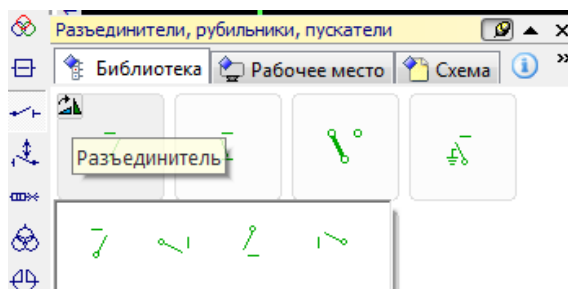 Разъединители, рубильники, пускатели
Библиотека Рабочее место Схема
Разъединитель